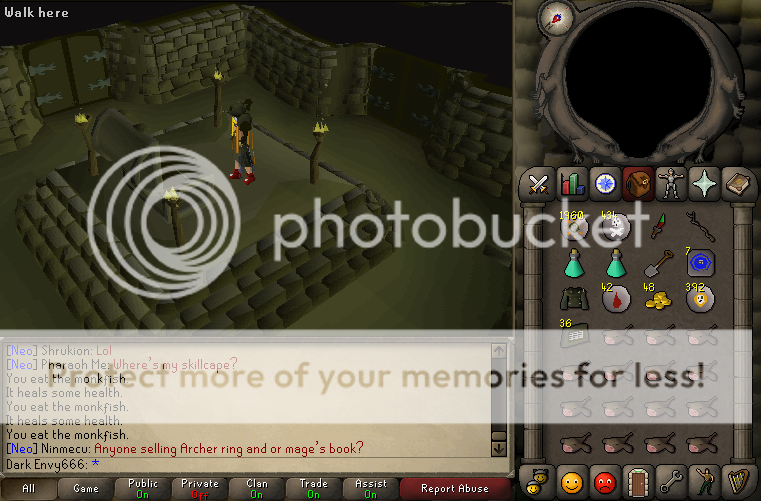 Walk here
1960
434
7
42
48
392
36
photobucket
Protect more of your memories for less!
[Neo] Shrukion: Lol
[Neo] Pharaoh Me: Where's my skillcape?
You eat the monkfish.
It heals some health.
You eat the monkfish.
It heals some health.
You eat the monkfish.
[Neo] Ninmecu: Anyone selling Archer ring and or mage's book?
Dark Envy666: *
All
Game
Public
On
Private
Off
Clan
On
Trade
On
Assist
On
Report Abuse